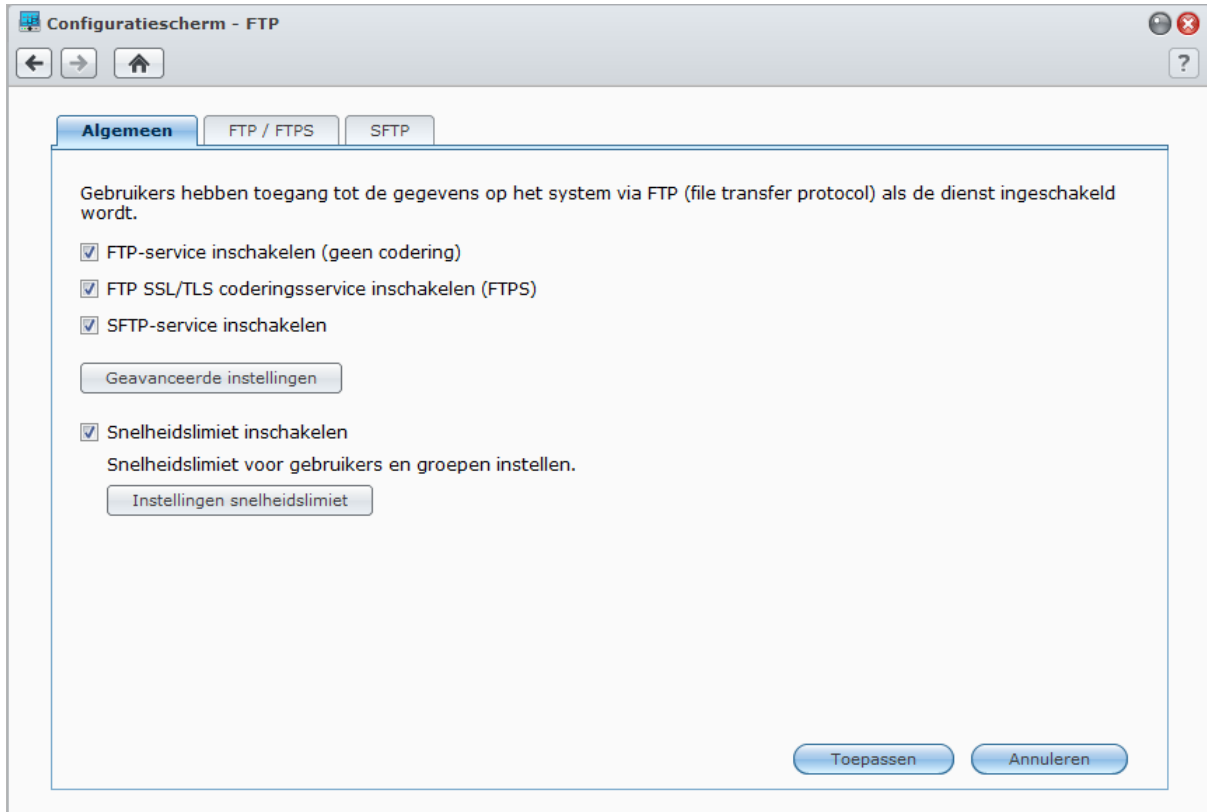 Configuratiescherm - FTP
?
Algemeen
FTP / FTPS
SFTP
Gebruikers hebben toegang tot de gegevens op het system via FTP (file transfer protocol) als de dienst ingeschakeld
wordt.
FTP-service inschakelen (geen codering)
FTP SSL/TLS coderingsservice inschakelen (FTPS)
SFTP-service inschakelen
Geavanceerde instellingen
Snelheidslimiet inschakelen
Snelheidslimiet voor gebruikers en groepen instellen.
Instellingen snelheidslimiet
Toepassen
Annuleren